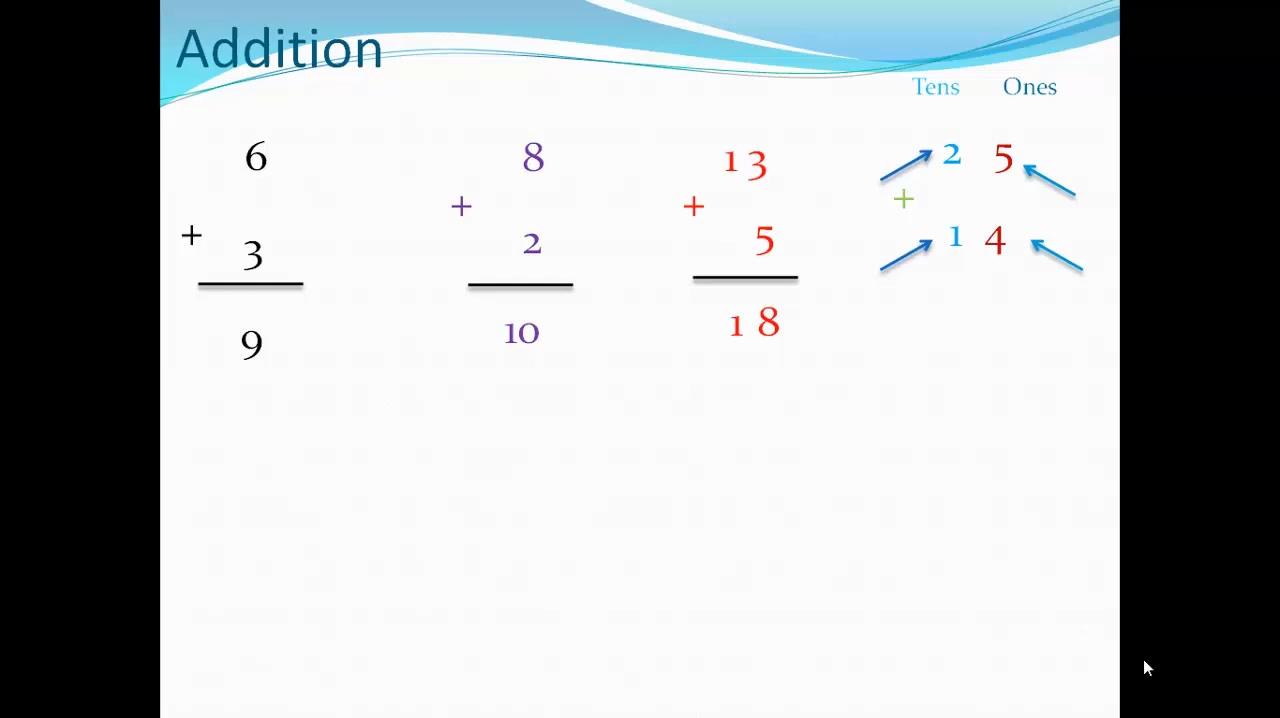 Addition
Tens Ones
6 8 13 2 5
+ + +
+ 3 2 5 1 4
9 10 18